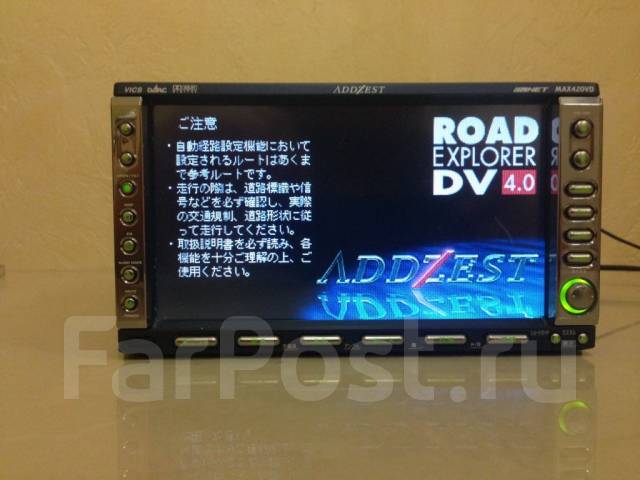 VICS DARC
ADDZEST
MAX420VD
ご注意
・自動経路設定機能において
設定されるルートはあくま
で参考ルートです。
・走行の際は、道路標識や信
号などを必ず確認し、実際
の交通規制、道路形状に従
って走行してください。
・取扱説明書を必ず読み、各
機能を十分ご理解の上、ご
使用ください。
ROAD
EXPLORER
DV 4.0
ADDZEST
FarPost.ru